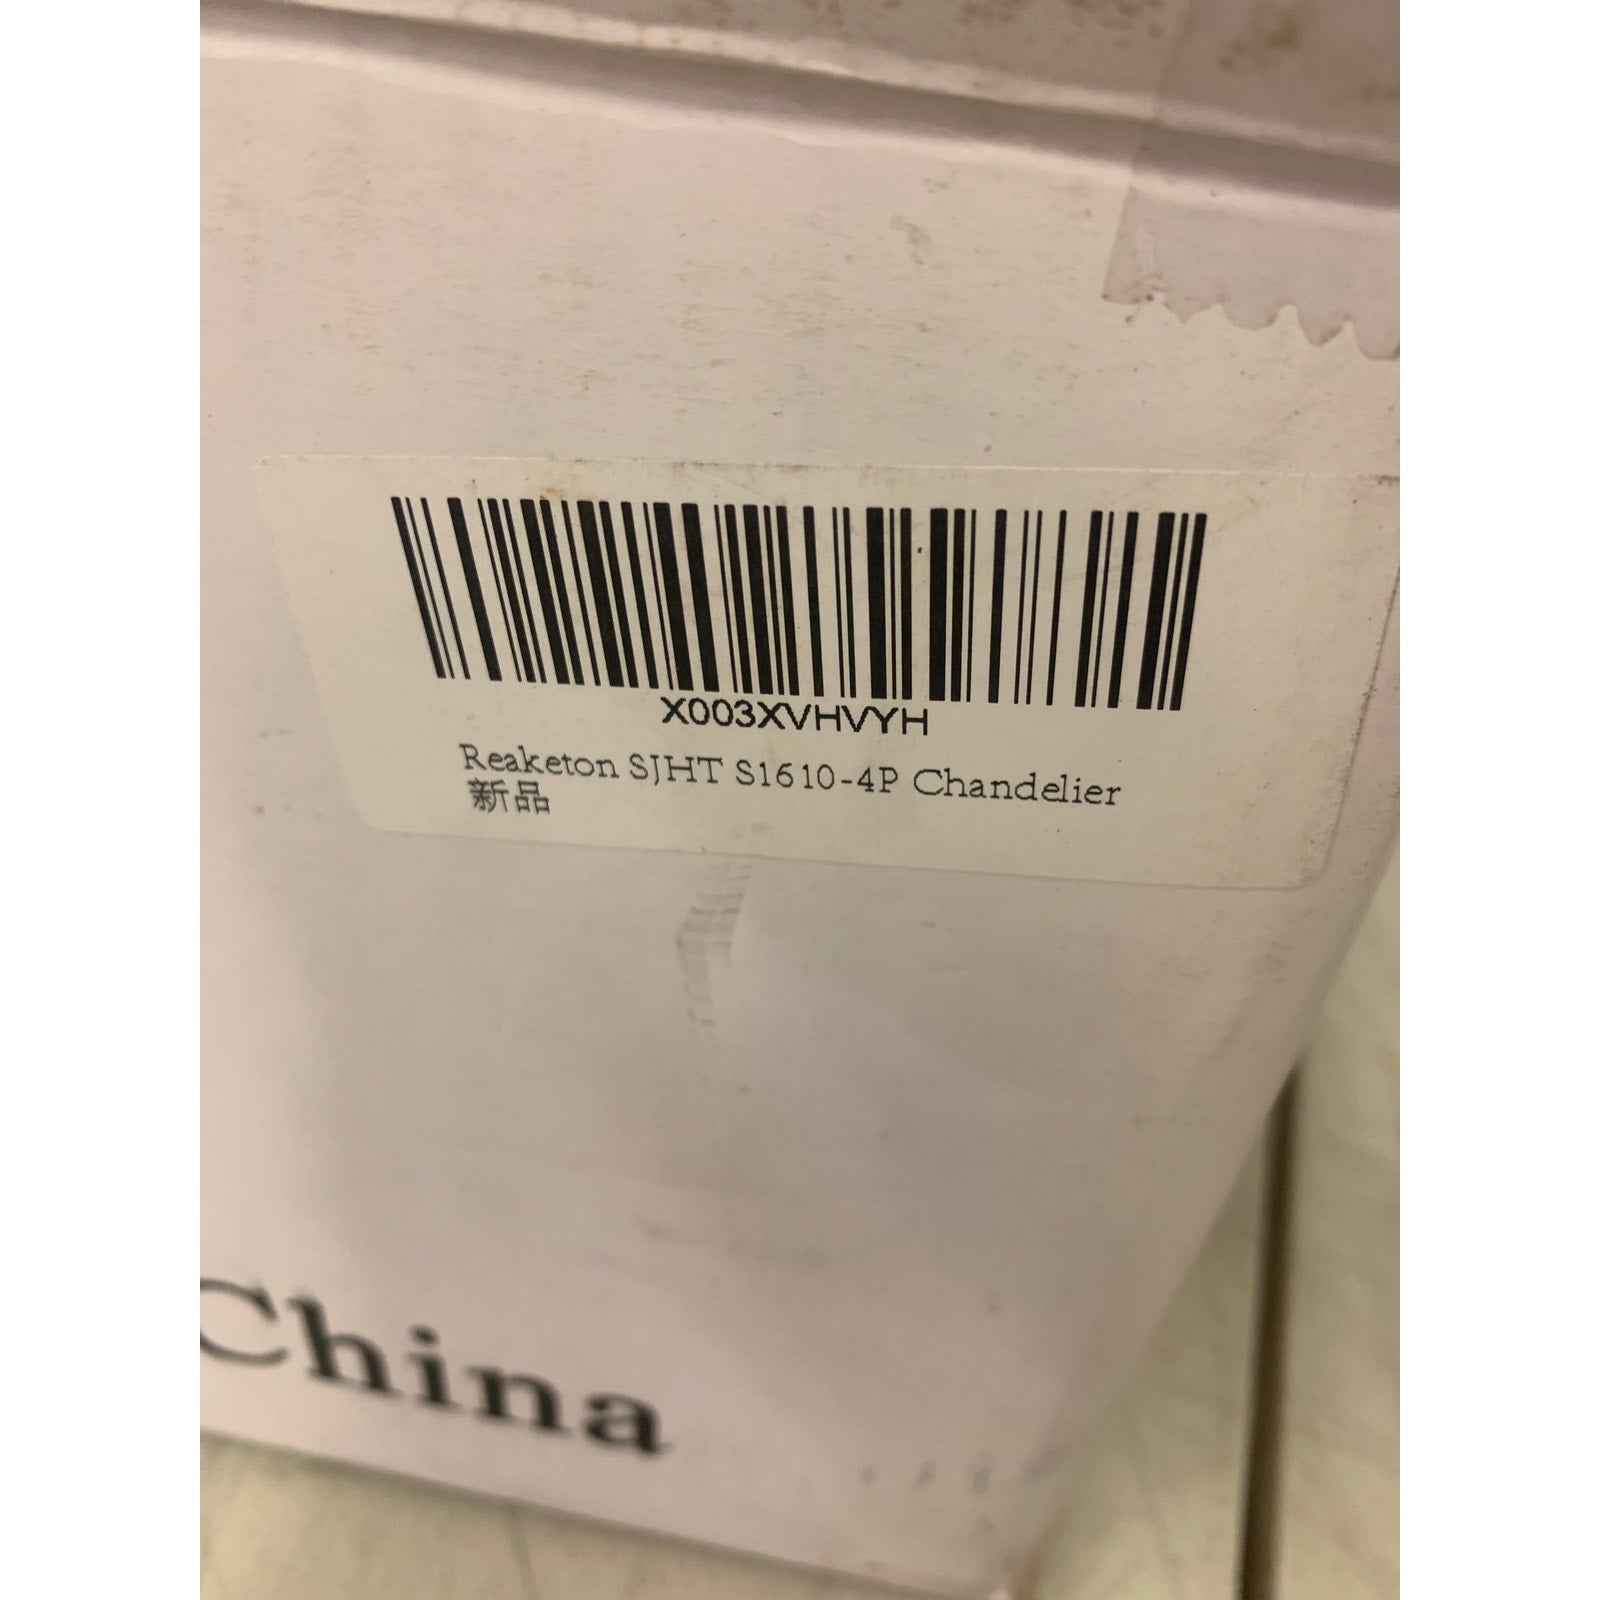 X003XVHVYH
Reaketon SJHT S1610-4P Chandelier
新品
China